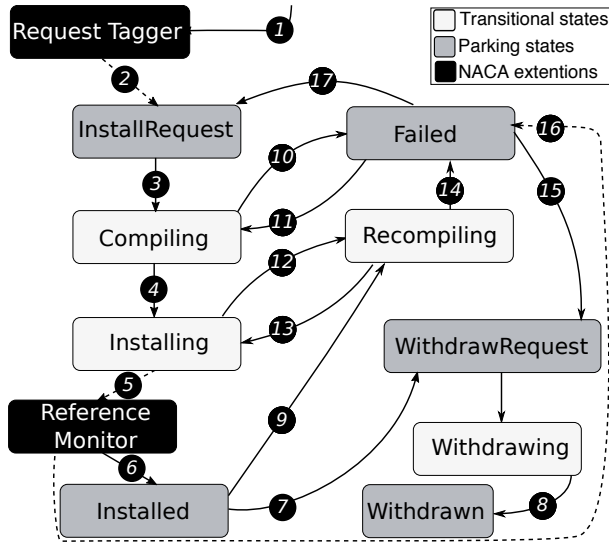 Request Tagger
1
Transitional states
Parking states
NACA extentions
2
17
InstallRequest
Failed
16
10
3
15
14
11
Compiling
Recompiling
12
4
13
Installing
WithdrawRequest
5
Reference
Monitor
9
Withdrawing
6
Installed
7
Withdrawn
8